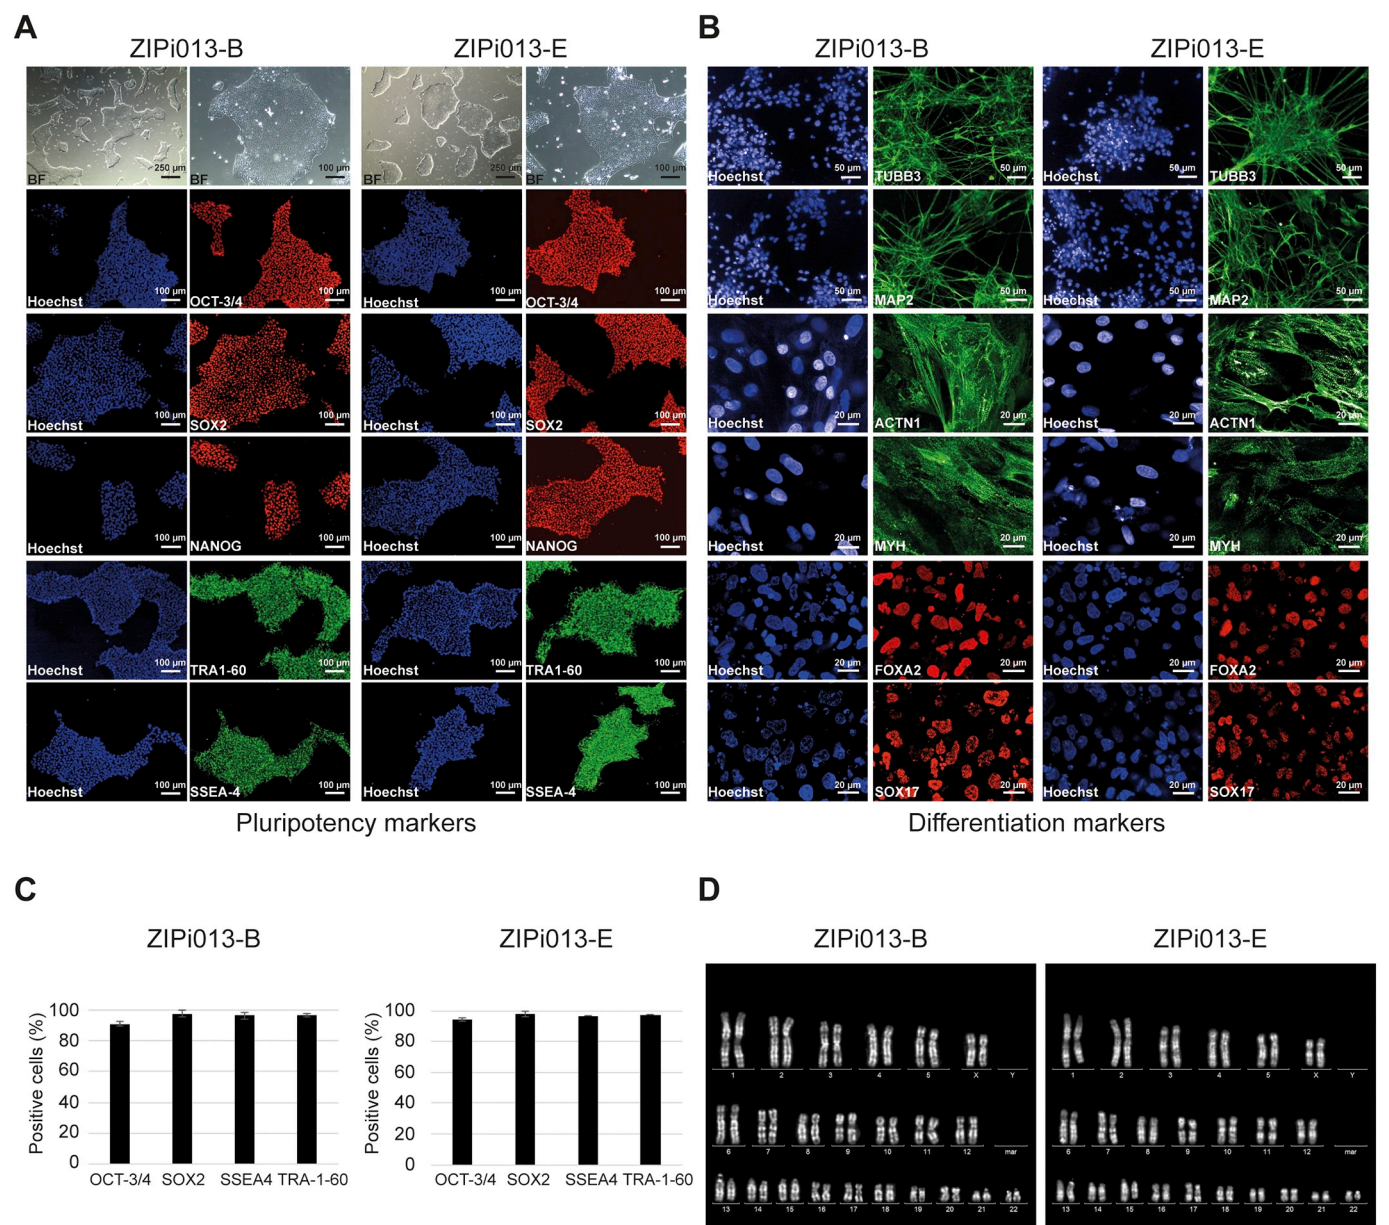 A
B
ZIPi013-B ZIPi013-E ZIPi013-B ZIPi013-E
BF 250 µm BF 100 µm BF 250 µm BF 100 µm
Hoechst 50 µm TUBB3 50 µm Hoechst 50 µm TUBB3 50 µm
Hoechst 100 µm OCT-3/4 100 µm Hoechst 100 µm OCT-3/4 100 µm
Hoechst 50 µm MAP2 50 µm Hoechst 50 µm MAP2 50 µm
Hoechst 100 µm SOX2 100 µm Hoechst 100 µm SOX2 100 µm
Hoechst 20 µm ACTN1 20 µm Hoechst 20 µm ACTN1 20 µm
Hoechst 100 µm NANOG 100 µm Hoechst 100 µm NANOG 100 µm
Hoechst 20 µm MYH 20 µm Hoechst 20 µm MYH 20 µm
Hoechst 100 µm TRA1-60 100 µm Hoechst 100 µm TRA1-60 100 µm
Hoechst 20 µm FOXA2 20 µm Hoechst 20 µm FOXA2 20 µm
Hoechst 100 µm SSEA-4 100 µm Hoechst 100 µm SSEA-4 100 µm
Hoechst 20 µm SOX17 20 µm Hoechst 20 µm SOX17 20 µm
Pluripotency markers
Differentiation markers
C
ZIPi013-B
Positive cells (%)
100
80
60
40
20
0
OCT-3/4 SOX2 SSEA4 TRA-1-60
ZIPi013-E
Positive cells (%)
100
80
60
40
20
0
OCT-3/4 SOX2 SSEA4 TRA-1-60
D
ZIPi013-B
1 2 3 4 5 X Y
6 7 8 9 10 11 12 mar
13 14 15 16 17 18 19 20 21 22
ZIPi013-E
1 2 3 4 5 X Y
6 7 8 9 10 11 12 mar
13 14 15 16 17 18 19 20 21 22